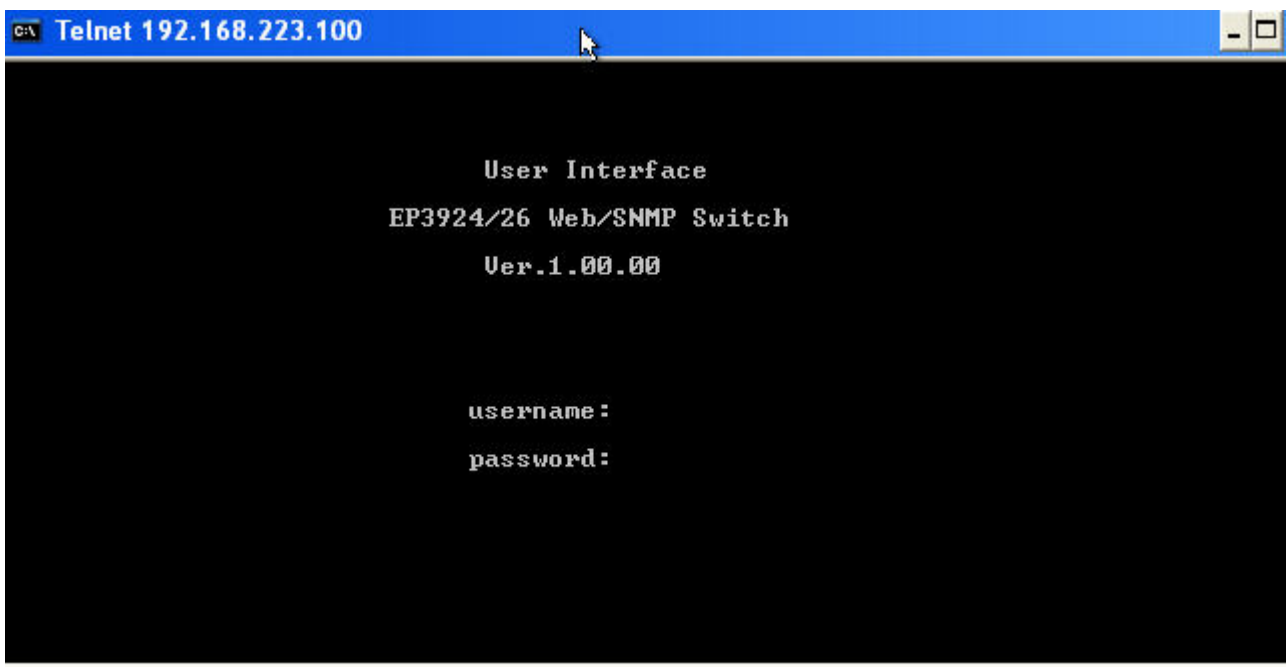 Telnet 192.168.223.100
User Interface
EP3924/26 Web/SNMP Switch
Ver.1.00.00
username:
password: